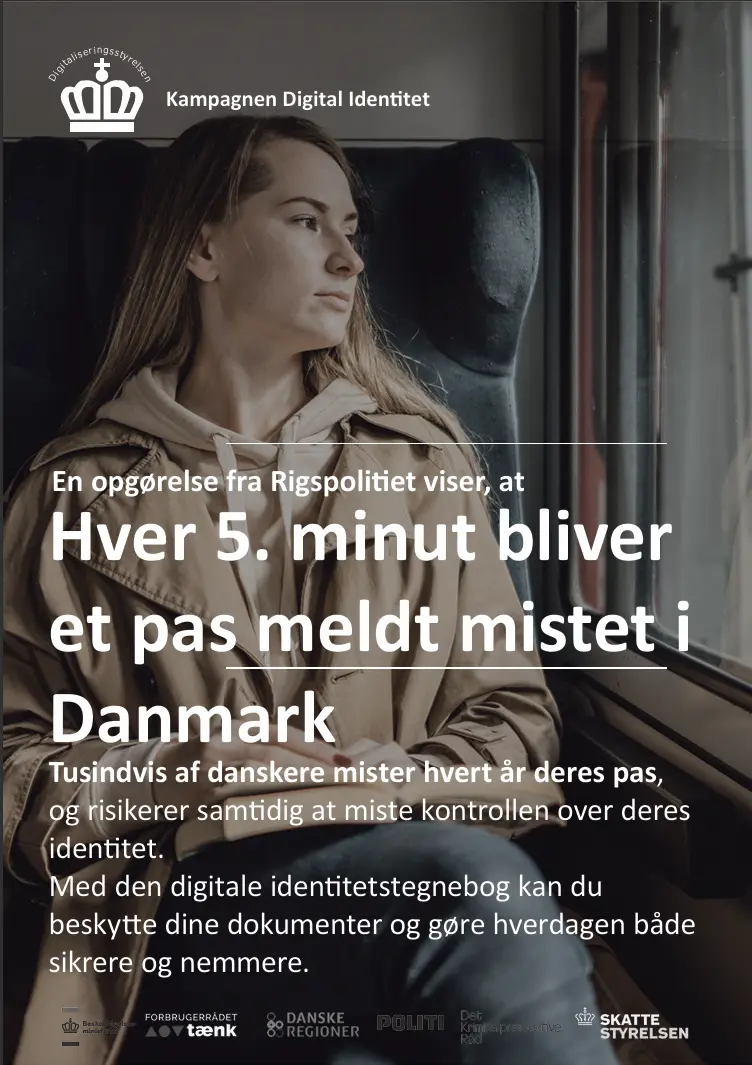 Digitaliseringsstyrelsen
Kampagnen Digital Identitet
En opgørelse fra Rigspolitiet viser, at
Hver 5. minut bliver
et pas meldt mistet i
Danmark
Tusindvis af danskere mister hvert år deres pas,
og risikerer samtidig at miste kontrollen over deres
identitet.
Med den digitale identitetstegnebog kan du
beskytte dine dokumenter og gøre hverdagen både
sikrere og nemmere.
FORBRUGERRÅDET
tænk
DANSKE
REGIONER
POLITI
Det
Kriminalpræventive
Råd
SKATTE
STYRELSEN